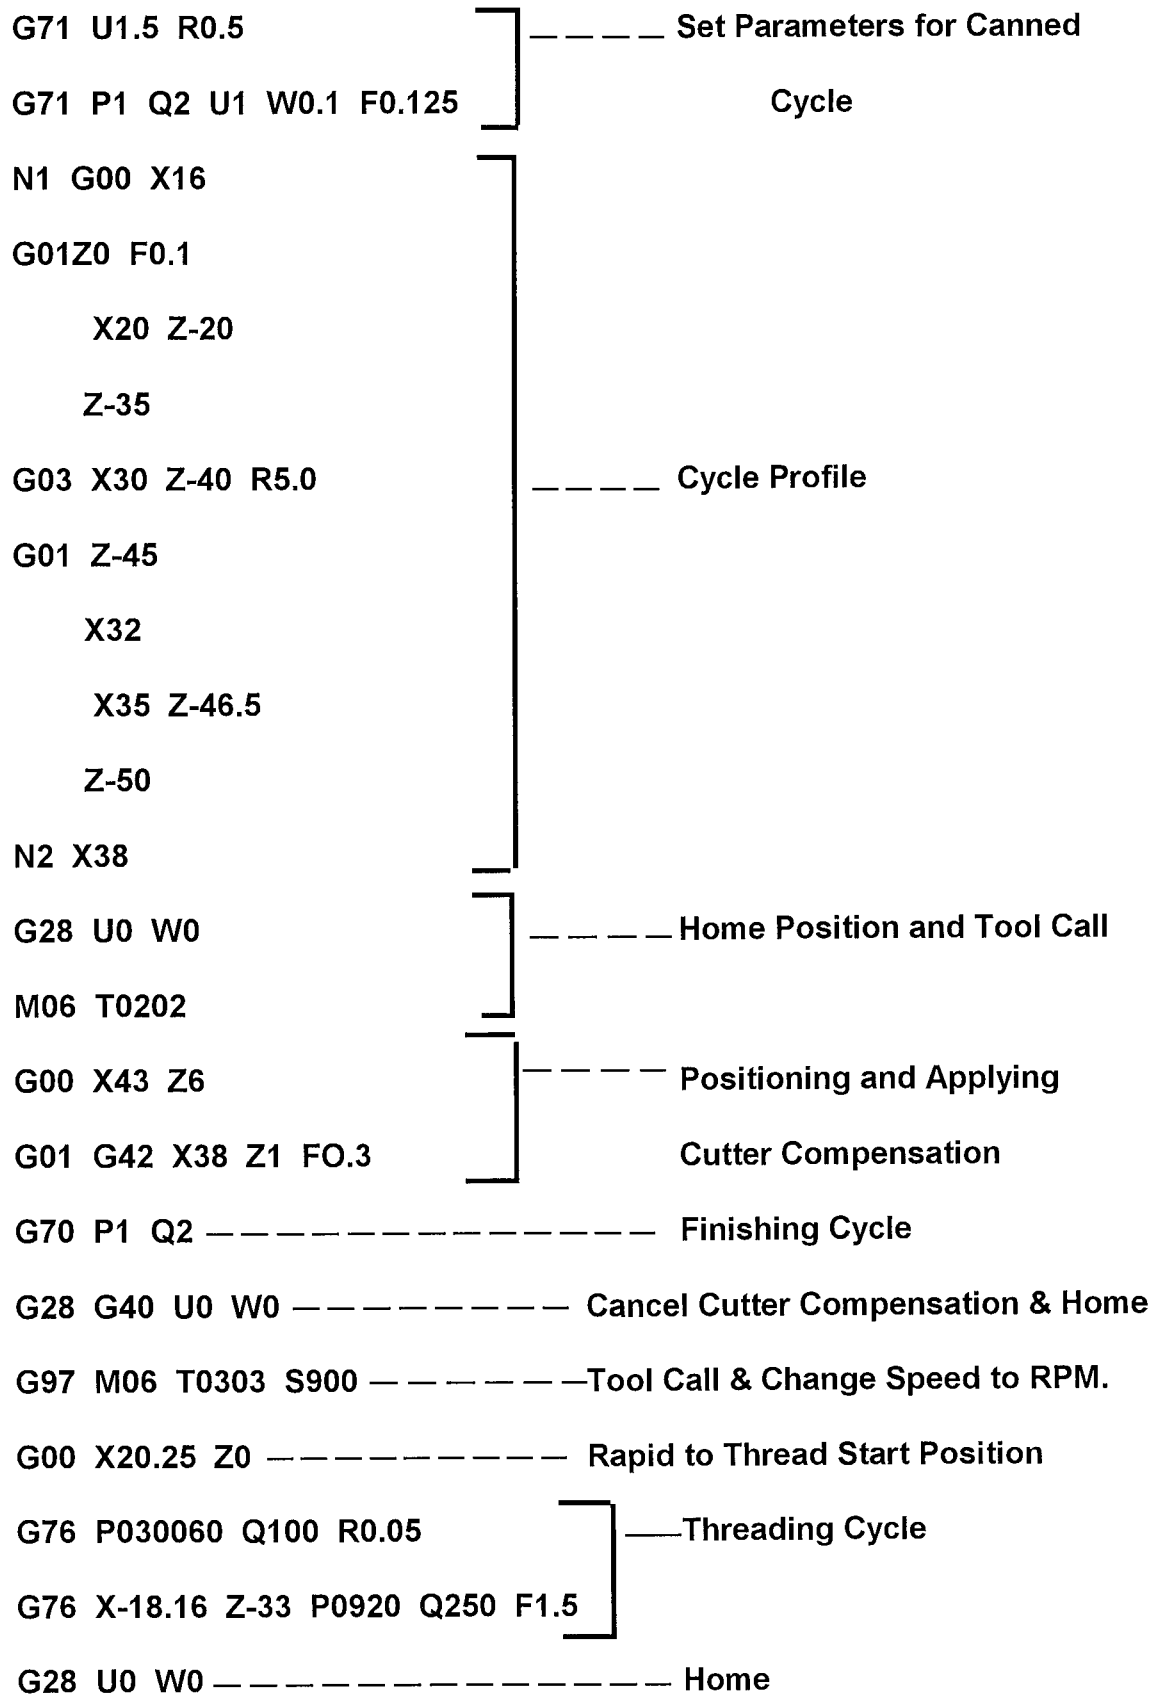 G71 U1.5 R0.5 Set Parameters for Canned
G71 P1 Q2 U1 W0.1 F0.125 Cycle
N1 G00 X16
G01Z0 F0.1
X20 Z-20
Z-35
G03 X30 Z-40 R5.0 Cycle Profile
G01 Z-45
X32
X35 Z-46.5
Z-50
N2 X38
G28 U0 W0 Home Position and Tool Call
M06 T0202
G00 X43 Z6 Positioning and Applying
G01 G42 X38 Z1 FO.3 Cutter Compensation
G70 P1 Q2 Finishing Cycle
G28 G40 U0 W0 Cancel Cutter Compensation & Home
G97 M06 T0303 S900 Tool Call & Change Speed to RPM.
G00 X20.25 Z0 Rapid to Thread Start Position
G76 P030060 Q100 R0.05 Threading Cycle
G76 X-18.16 Z-33 P0920 Q250 F1.5
G28 U0 W0 Home